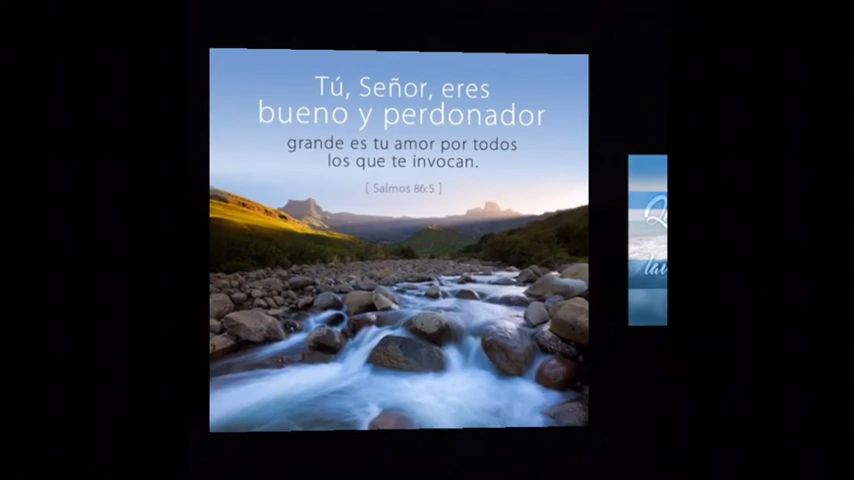 Tú, Señor, eres
bueno y perdonador
grande es tu amor por todos
los que te invocan.
[ Salmos 86:5 ]